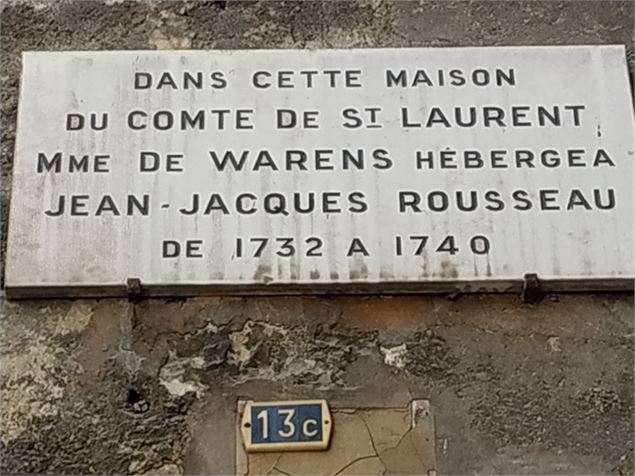 DANS CETTE MAISON
DU COMTE DE ST LAURENT
MME DE WARENS HÉBERGEA
JEAN-JACQUES ROUSSEAU
DE 1732 A 1740
13C